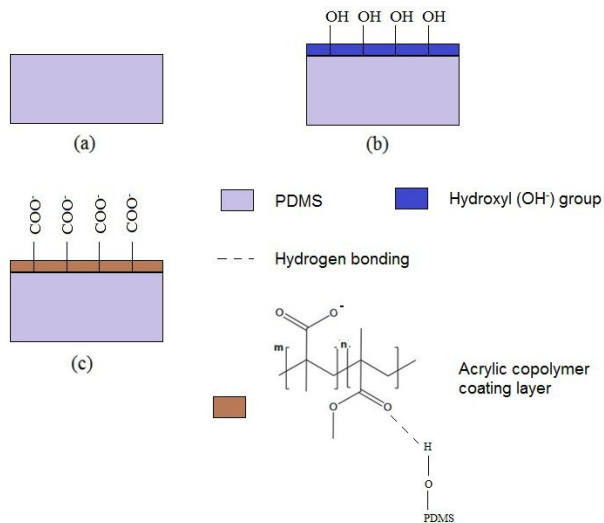 OH OH OH OH
(a)
(b)
COO⁻ COO⁻ COO⁻ COO⁻
PDMS
Hydroxyl (OH⁻) group
Hydrogen bonding
(c)
O
O⁻
m
n
Acrylic copolymer
coating layer
O
O
H
O
PDMS